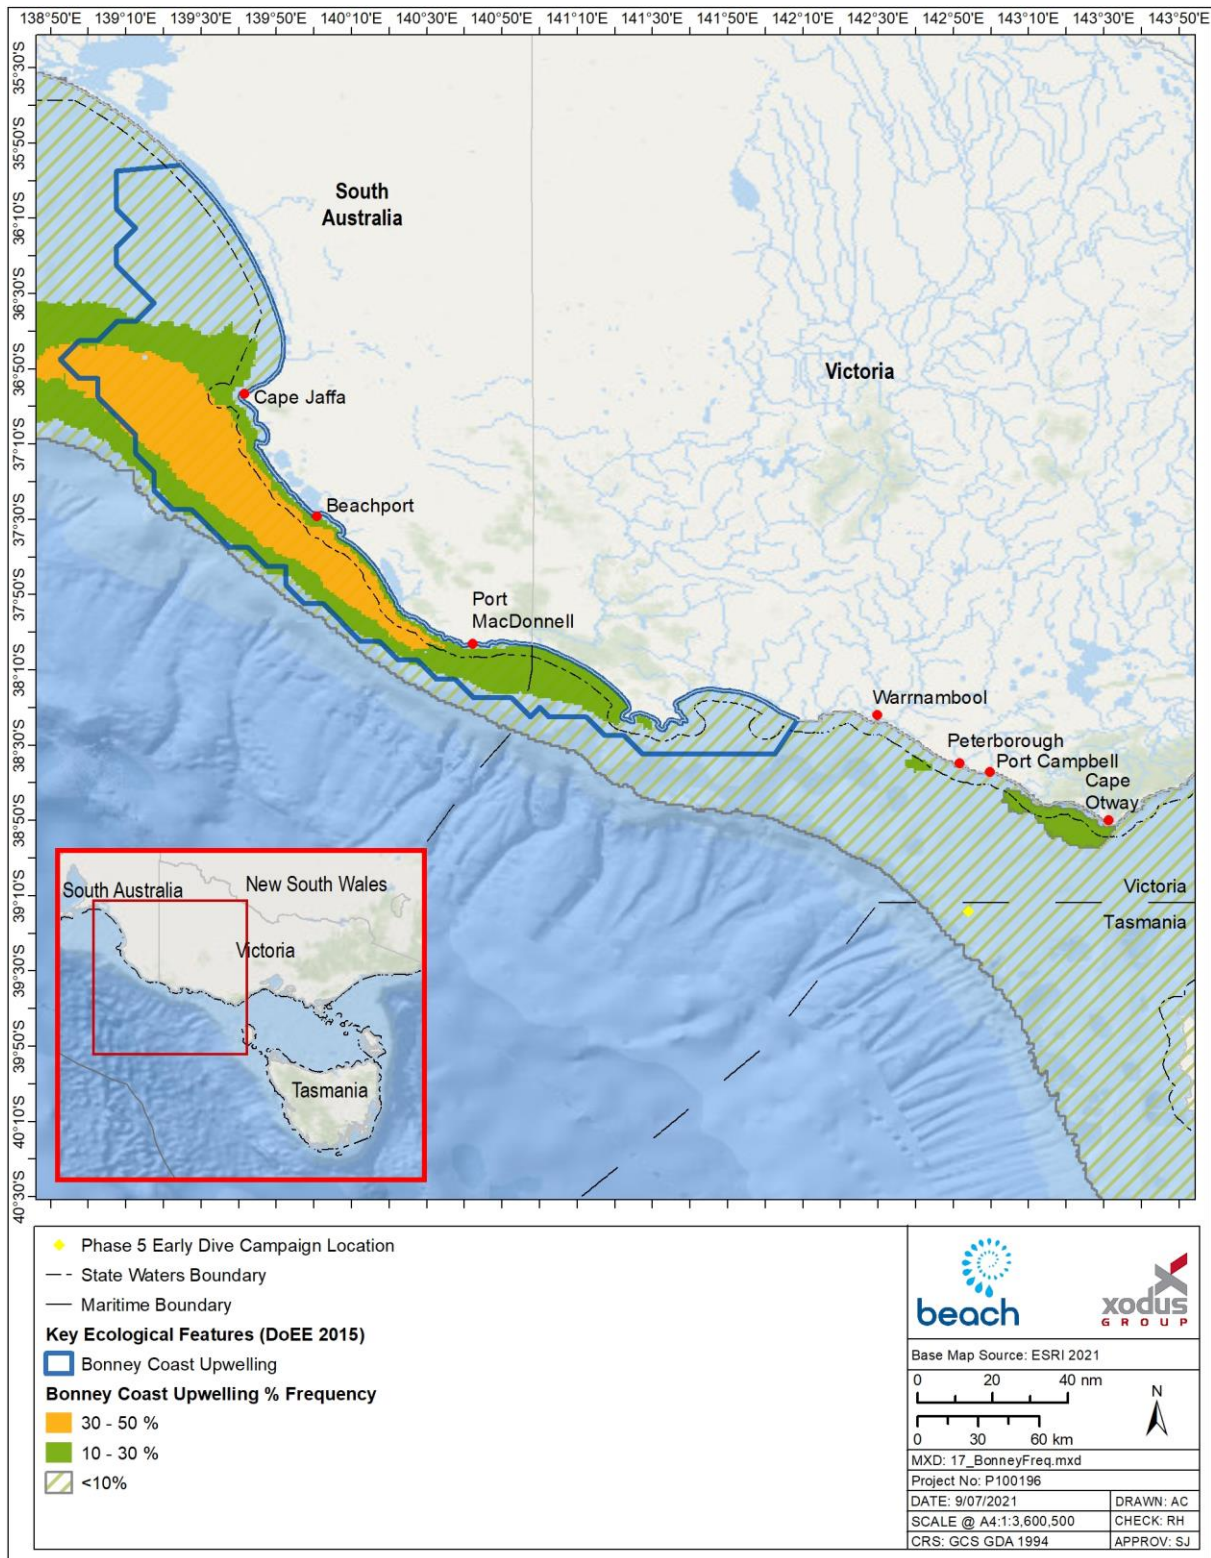 138°50'E 139°10'E 139°30'E 139°50'E 140°10'E 140°30'E 140°50'E 141°10'E 141°30'E 141°50'E 142°10'E 142°30'E 142°50'E 143°10'E 143°30'E 143°50'E
35°30'S
35°50'S
36°10'S
36°30'S
36°50'S
37°10'S
37°30'S
37°50'S
38°10'S
38°30'S
38°50'S
39°10'S
39°30'S
39°50'S
40°10'S
40°30'S
South
Australia
Victoria
Cape Jaffa
Beachport
Port
MacDonnell
Warrnambool
Peterborough
Port Campbell
Cape
Otway
Victoria
Tasmania
South Australia
New South Wales
Victoria
Tasmania
Phase 5 Early Dive Campaign Location
State Waters Boundary
Maritime Boundary
Key Ecological Features (DoEE 2015)
Bonney Coast Upwelling
Bonney Coast Upwelling % Frequency
30 - 50 %
10 - 30 %
<10%
beach
xodus
GROUP
Base Map Source: ESRI 2021
0 20 40 nm
0 30 60 km
N
MXD: 17_BonneyFreq.mxd
Project No: P100196
DATE: 9/07/2021 DRAWN: AC
SCALE @ A4:1:3,600,500 CHECK: RH
CRS: GCS GDA 1994 APPROV: SJ